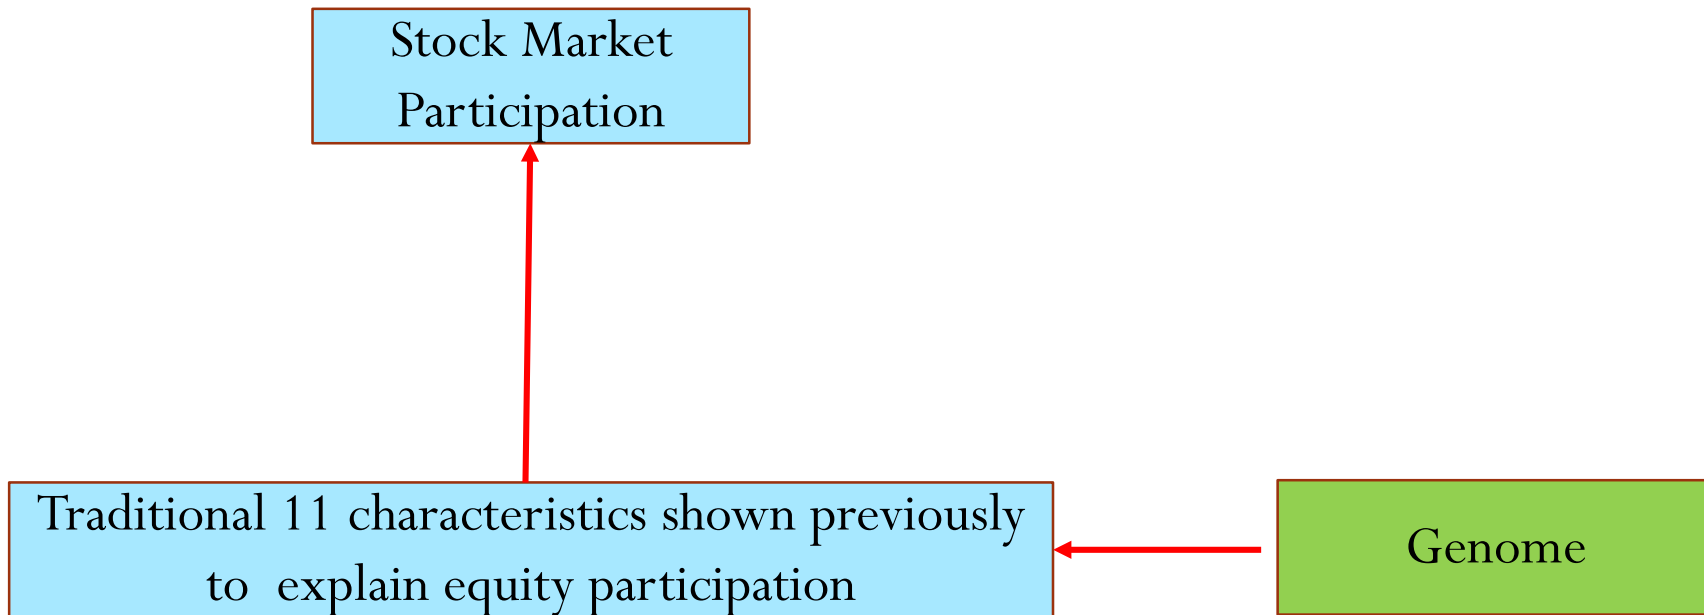 Stock Market
Participation
Traditional 11 characteristics shown previously
to  explain equity participation
Genome